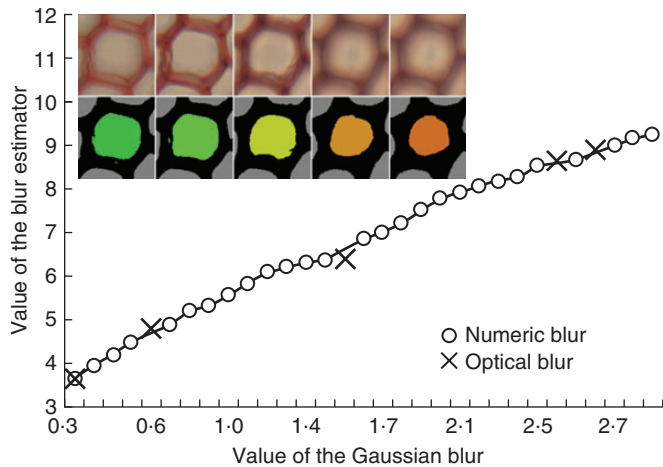 12
11
10
9
8
7
6
5
4
3
Value of the blur estimator
Numeric blur
Optical blur
0·3 0·6 1·0 1·4 1·7 2·1 2·5 2·7
Value of the Gaussian blur